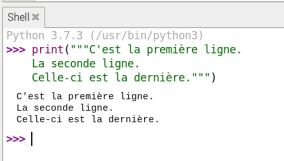 Shell ×
Python 3.7.3 (/usr/bin/python3)
>>> print("""C'est la première ligne.
    La seconde ligne.
    Celle-ci est la dernière.""")
C'est la première ligne.
La seconde ligne.
Celle-ci est la dernière.
>>>